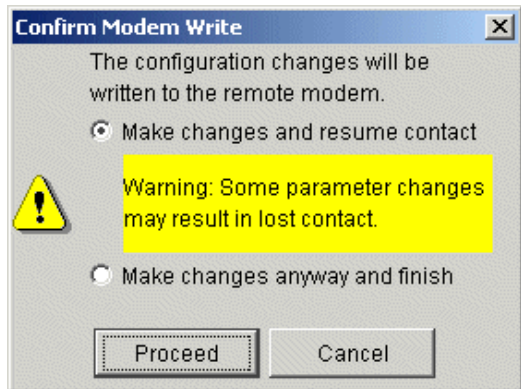 Confirm Modem Write
The configuration changes will be
written to the remote modem.
Make changes and resume contact
Warning: Some parameter changes
may result in lost contact.
Make changes anyway and finish
Proceed Cancel